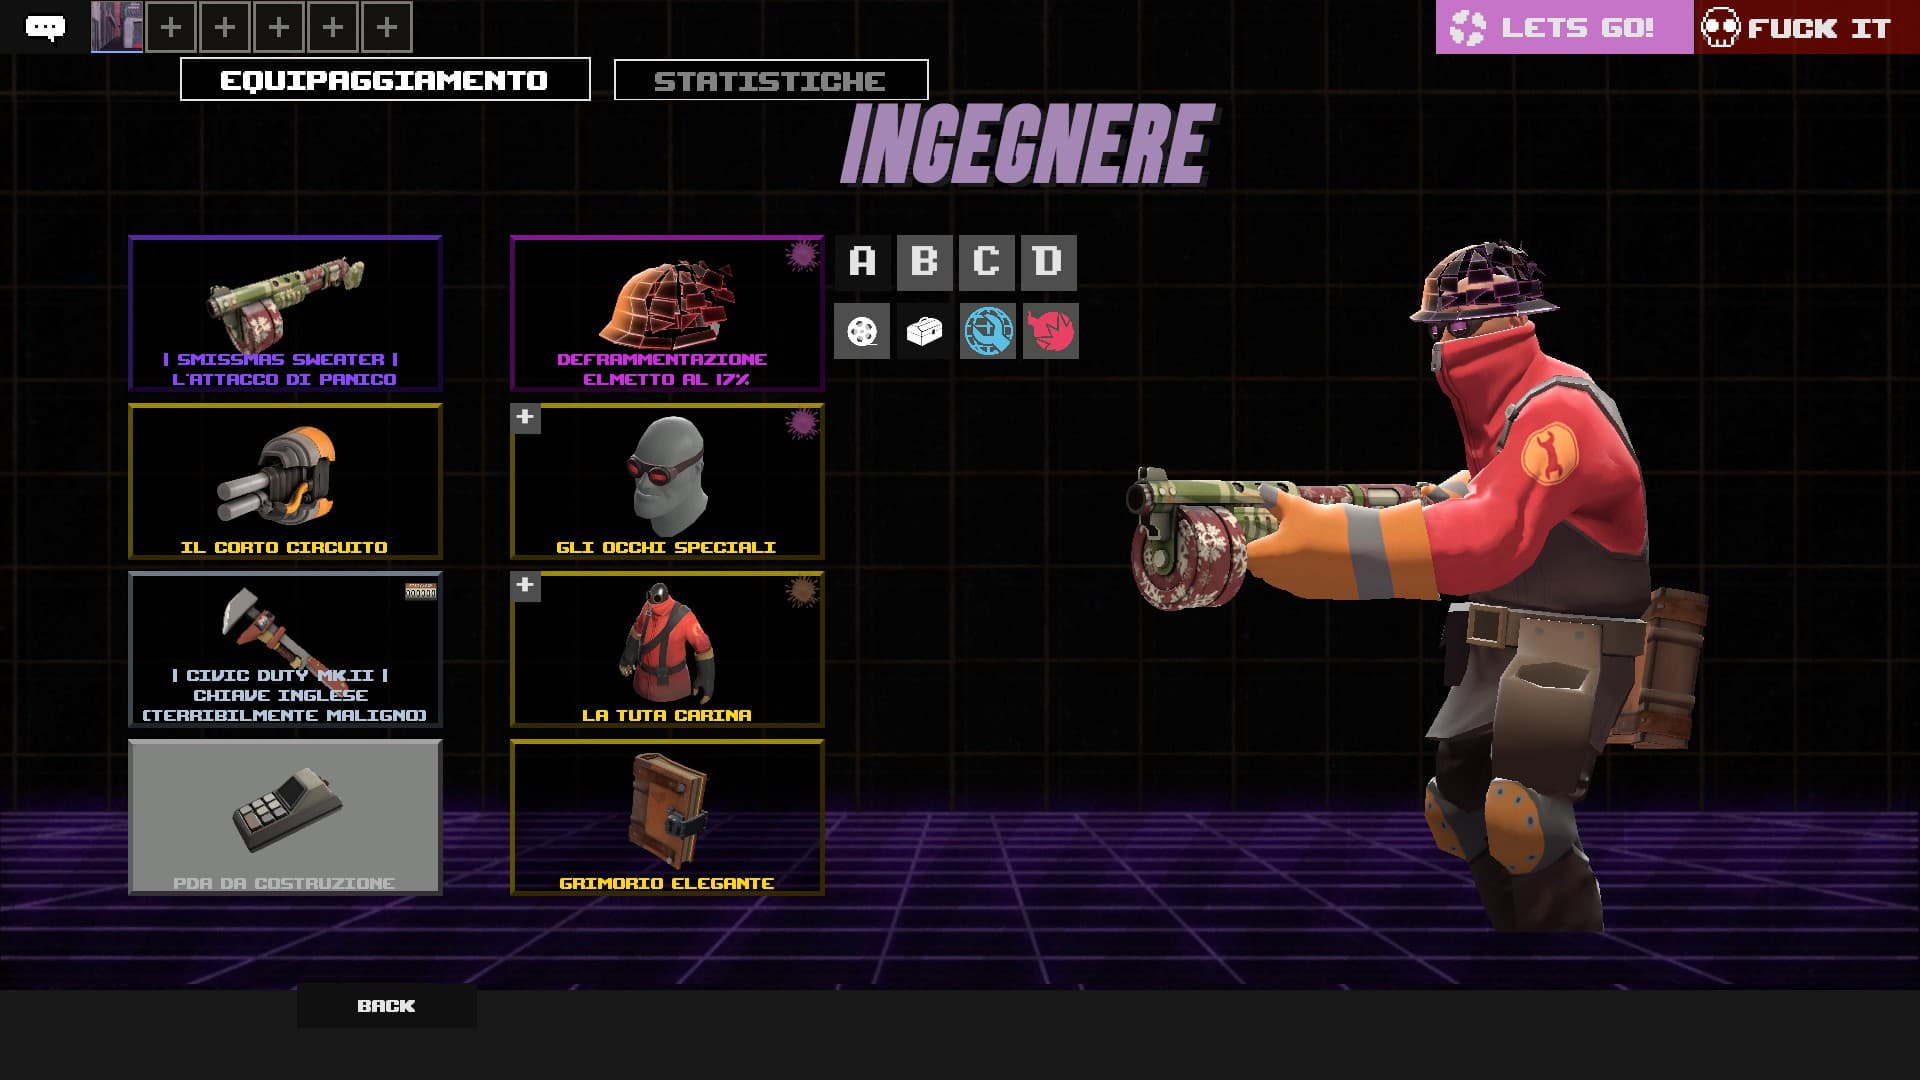 LETS GO!
FUCK IT
EQUIPAGGIAMENTO
STATISTICHE
INGEGNERE
| SMISSMAS SWEATER |
L'ATTACCO DI PANICO
DEFRAMMENTAZIONE
ELMETTO AL 17%
A B C D
IL CORTO CIRCUITO
+
GLI OCCHI SPECIALI
| CIVIC DUTY MK.II |
CHIAVE INGLESE
(TERRIBILMENTE MALIGNO)
+
LA TUTA CARINA
PDA DA COSTRUZIONE
GRIMORIO ELEGANTE
BACK